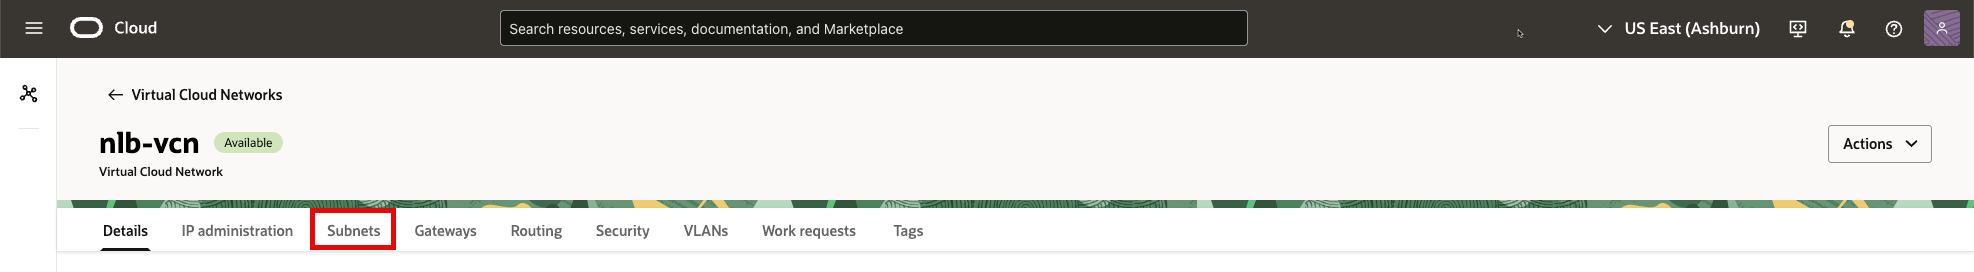 Cloud
Search resources, services, documentation, and Marketplace
US East (Ashburn)
Virtual Cloud Networks
nlb-vcn
Available
Virtual Cloud Network
Actions
Details IP administration Subnets Gateways Routing Security VLANs Work requests Tags